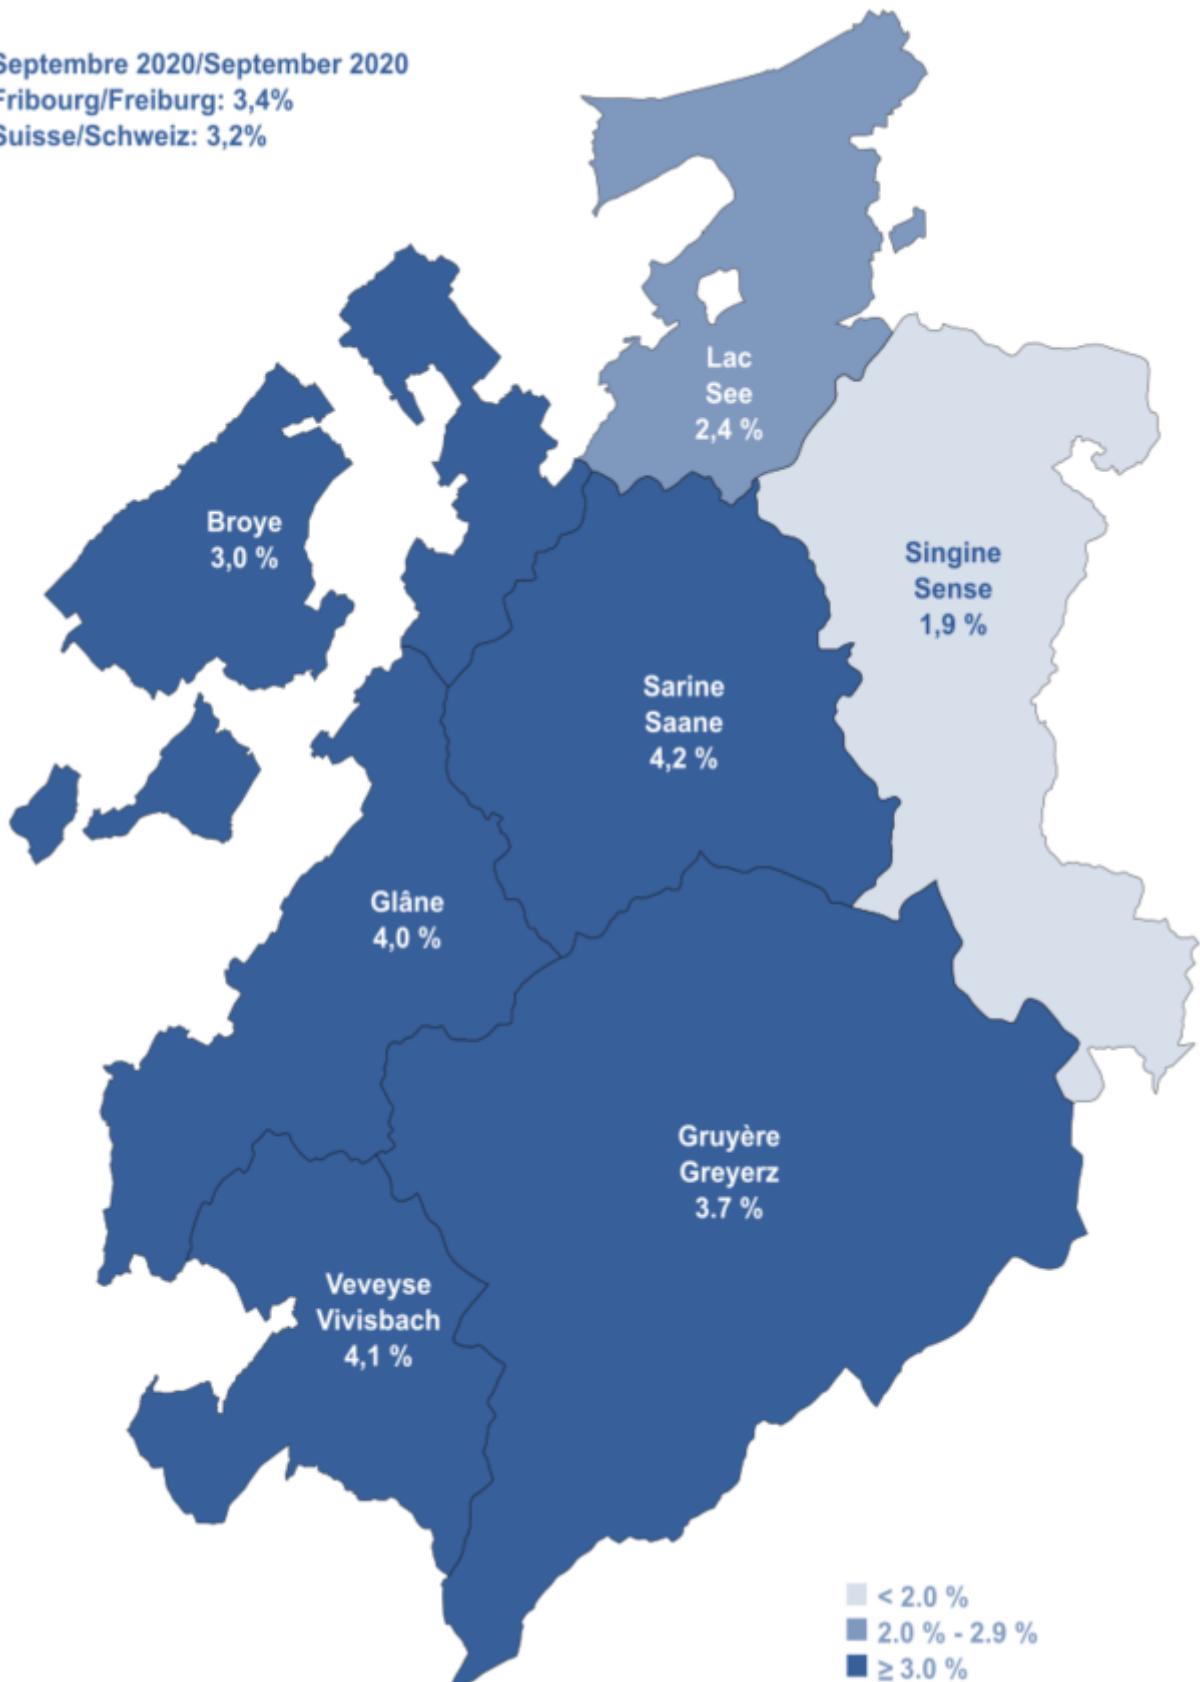 Septembre 2020/September 2020
Fribourg/Freiburg: 3,4%
Suisse/Schweiz: 3,2%
Lac
See
2,4 %
Broye
3,0 %
Singine
Sense
1,9 %
Sarine
Saane
4,2 %
Glâne
4,0 %
Gruyère
Greyerz
3.7 %
Veveyse
Vivisbach
4,1 %
< 2.0 %
2.0 % - 2.9 %
≥ 3.0 %